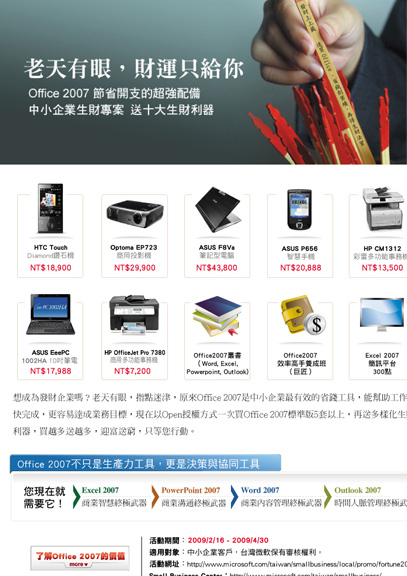 老天有眼，財運只給你
Office 2007 節省開支的超強配備
中小企業生財專案 送十大生財利器
HTC Touch
Diamond鑽石機
NT$18,900
Optoma EP723
商用投影機
NT$29,900
ASUS F8Va
筆記型電腦
NT$43,800
ASUS P656
智慧手機
NT$20,888
HP CM1312
彩雷多功能事務機
NT$13,500
ASUS EeePC
1002HA 10吋筆電
NT$17,988
HP OfficeJet Pro 7380
商用多功能事務機
NT$7,200
Office2007叢書
（Word, Excel,
Powerpoint, Outlook）
Office2007
效率高手養成班
（巨匠）
Excel 2007
簡訊平台
300點
想成為發財企業嗎？老天有眼，指點迷津，原來Office 2007是中小企業最有效的省錢工具，能幫助工作
快完成，更容易達成業務目標，現在以Open授權方式一次買Office 2007標準版5套以上，再送多樣化生
利器，買越多送越多，迎富送窮，只等您行動。
Office 2007不只是生產力工具，更是決策與協同工具
您現在就
需要它！
Excel 2007
商業智慧終極武器
PowerPoint 2007
商業溝通終極武器
Word 2007
商業內容管理終極武器
Outlook 2007
時間人脈管理終極武
了解Office 2007的價值
more
活動期間：2009/2/16 - 2009/4/30
適用對象：中小企業客戶，台灣微軟保有審核權利。
活動網址：http://www.microsoft.com/taiwan/smallbusiness/local/promo/fortune20
Small Business Center：http://www.microsoft.com/taiwan/smallbusiness/